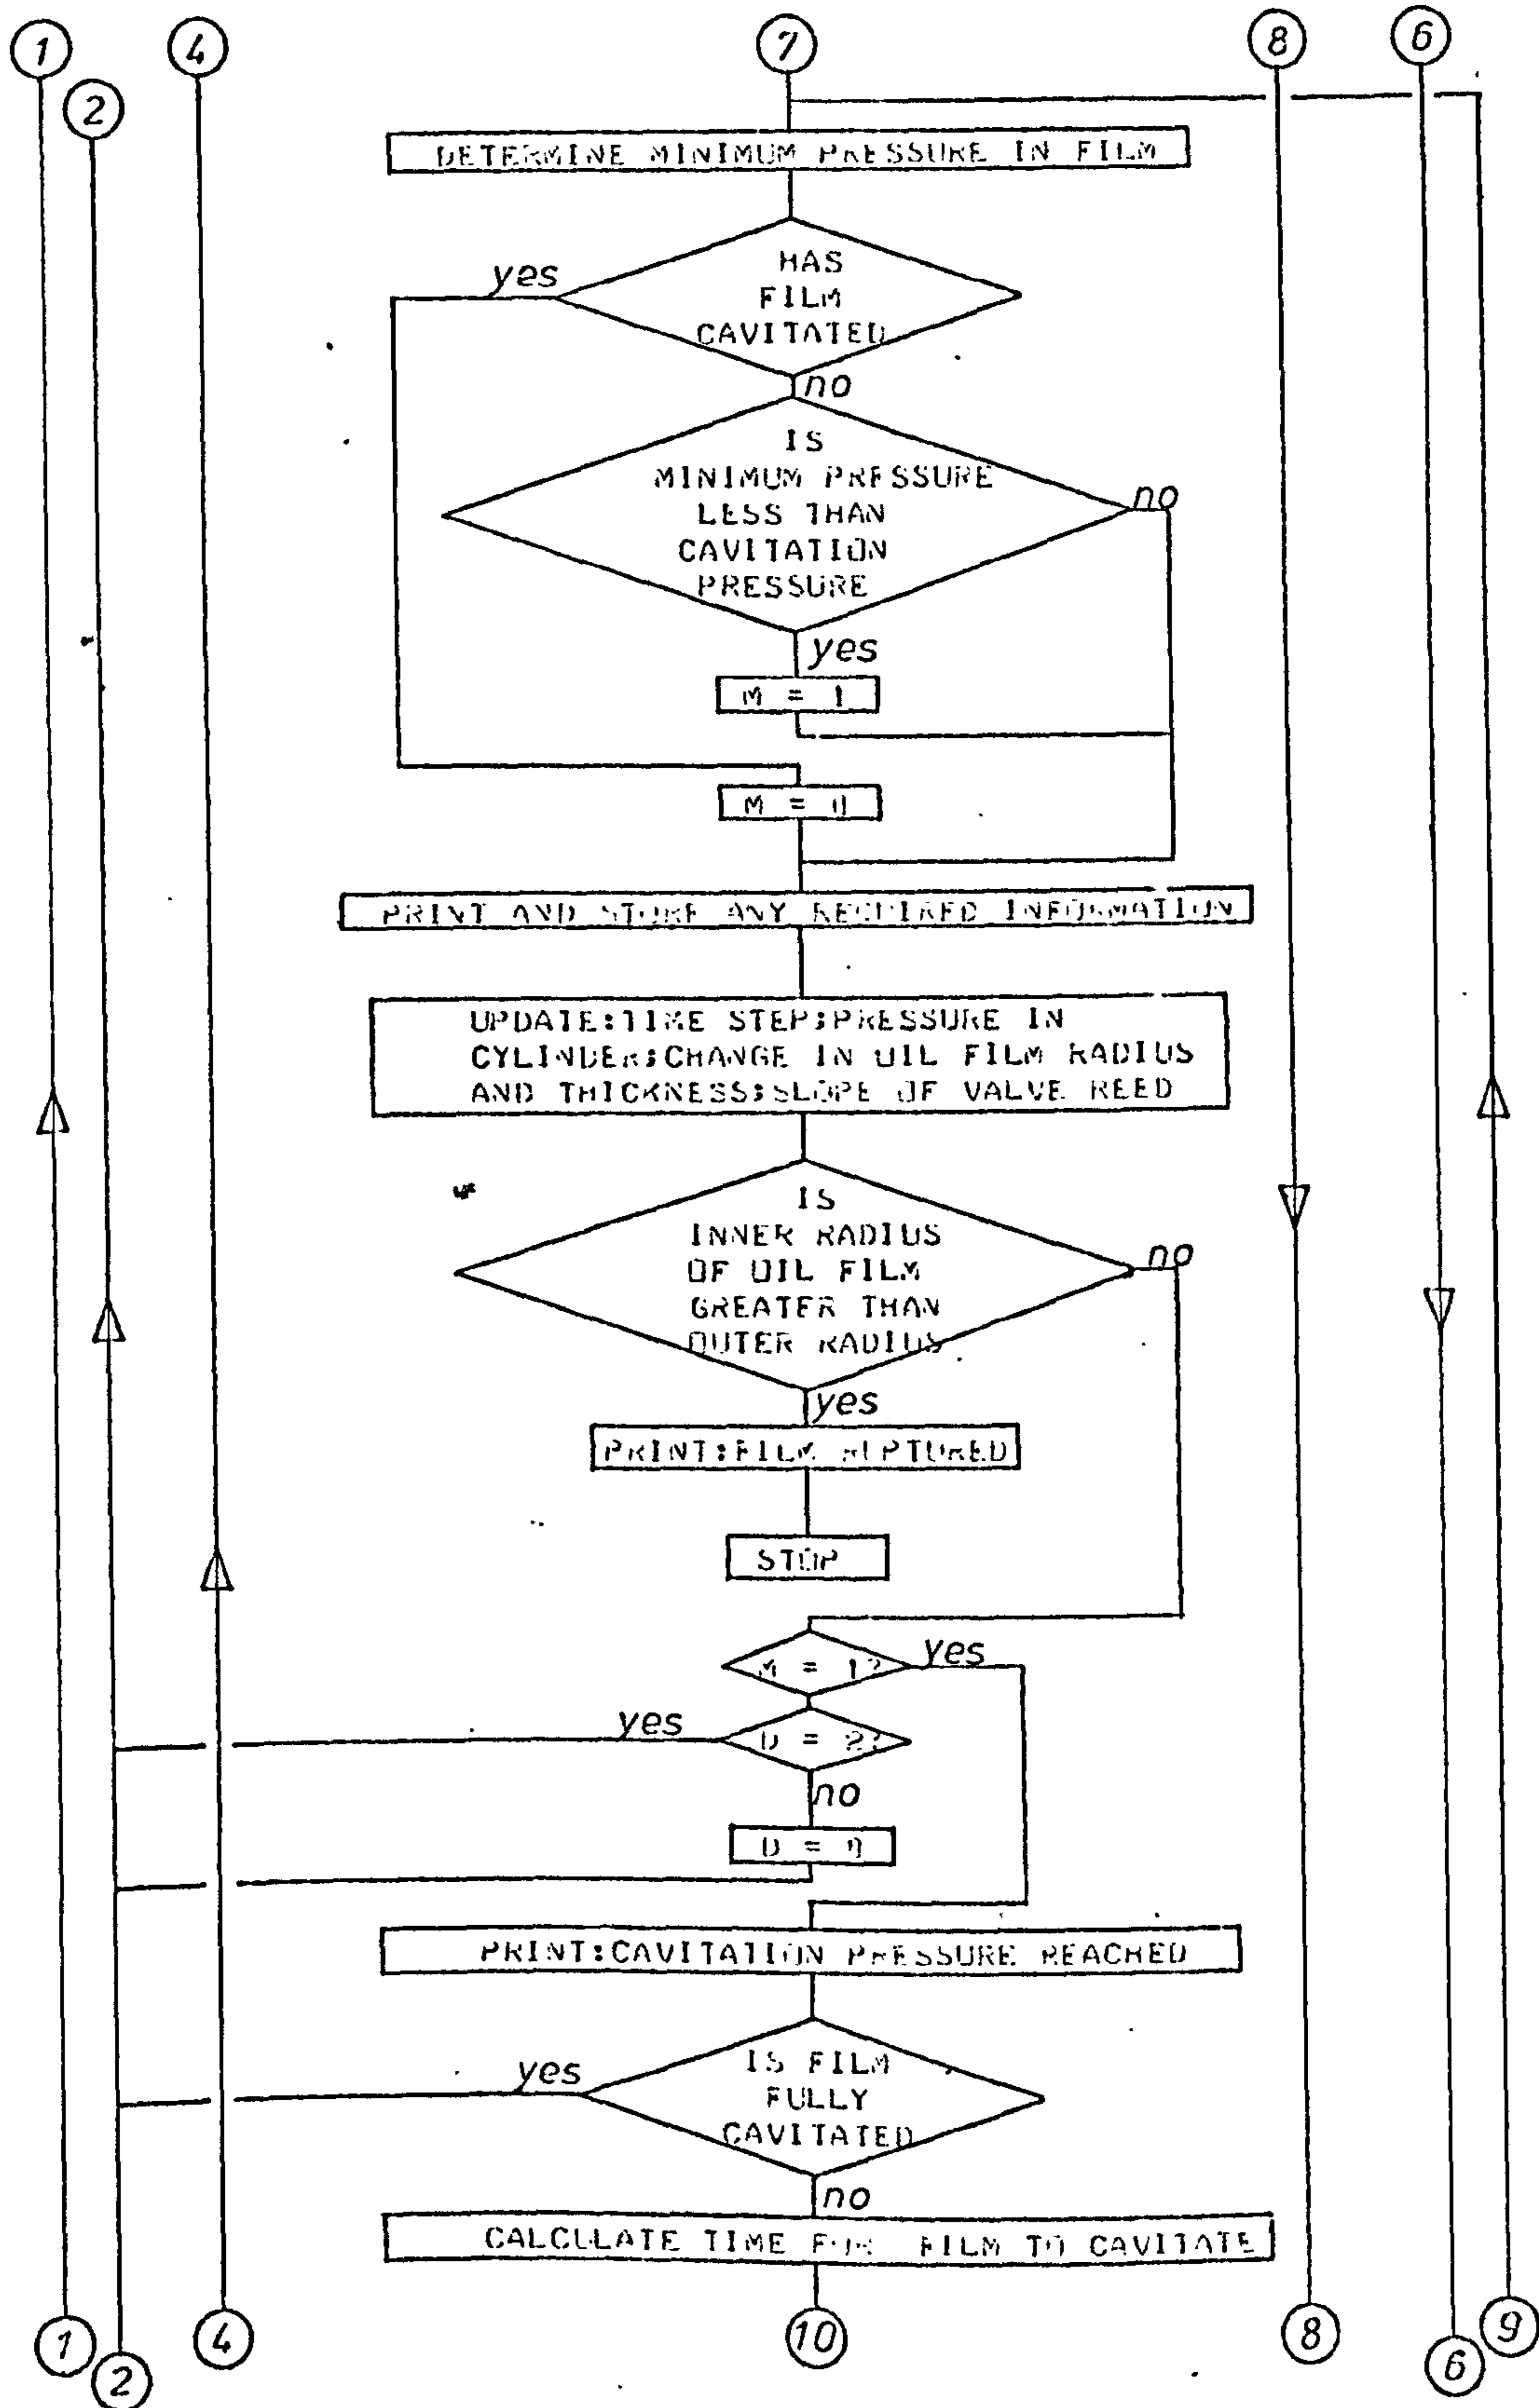 1
4
7
8
6
2
DETERMINE MINIMUM PRESSURE IN FILM
HAS
FILM
CAVITATED
yes
no
IS
MINIMUM PRESSURE
LESS THAN
CAVITATION
PRESSURE
no
yes
M = 1
M = 0
PRINT AND STORE ANY REQUIRED INFORMATION
UPDATE:TIME STEP;PRESSURE IN
CYLINDER;CHANGE IN OIL FILM RADIUS
AND THICKNESS;SLOPE OF VALVE REED
IS
INNER RADIUS
OF OIL FILM
GREATER THAN
OUTER RADIUS
no
yes
PRINT:FILM RUPTURED
STOP
M = 1?
yes
D = 2?
yes
no
D = 0
PRINT:CAVITATION PRESSURE REACHED
IS FILM
FULLY
CAVITATED
yes
no
CALCULATE TIME FOR FILM TO CAVITATE
1
2
4
10
8
6
9